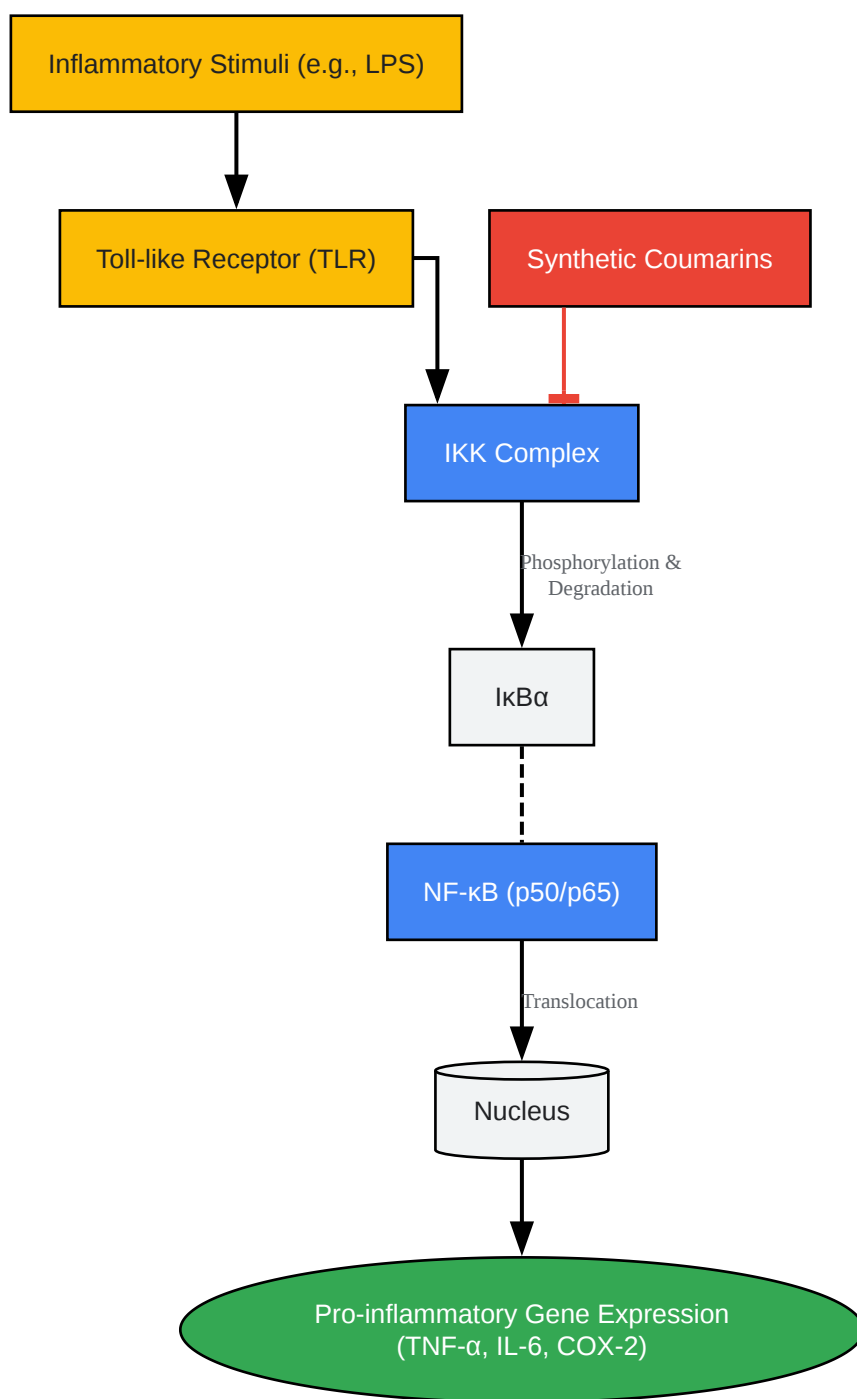 Inflammatory Stimuli (e.g., LPS)
Toll-like Receptor (TLR)
Synthetic Coumarins
IKK Complex
Phosphorylation &
Degradation
IκBα
NF-κB (p50/p65)
Translocation
Nucleus
Pro-inflammatory Gene Expression
(TNF-α, IL-6, COX-2)